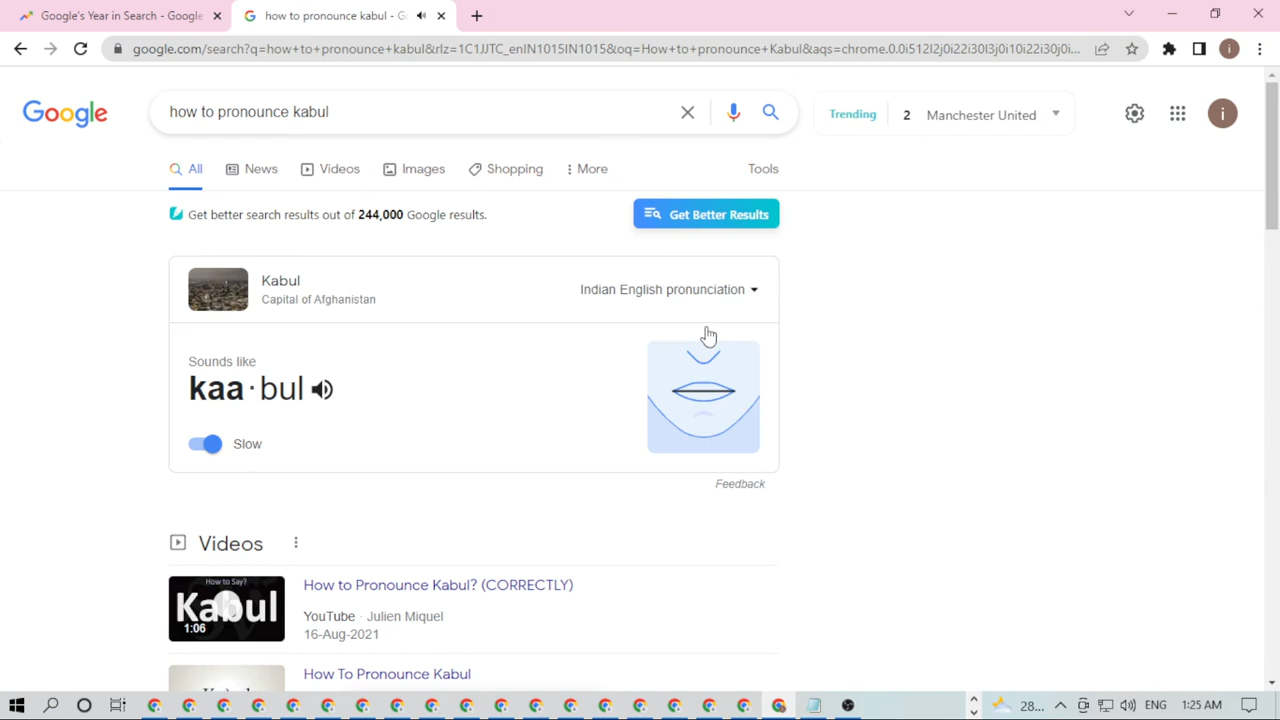 Google's Year in Search - Google
how to pronounce kabul - G
google.com/search?q=how+to+pronounce+kabul&rlz=1C1JJTC_enIN1015IN1015&oq=How+to+pronounce+Kabul&aqs=chrome.0.0i512l2j0i22i30l3j0i10i22i30j0i...
i
Google
how to pronounce kabul
Trending 2 Manchester United
i
All News Videos Images Shopping More Tools
Get better search results out of 244,000 Google results.
Get Better Results
Kabul
Capital of Afghanistan
Indian English pronunciation
Sounds like
kaa·bul
Slow
Feedback
Videos
How to Say?
Kabul
1:06
How to Pronounce Kabul? (CORRECTLY)
YouTube · Julien Miquel
16-Aug-2021
How To Pronounce Kabul
28... ENG 1:25 AM